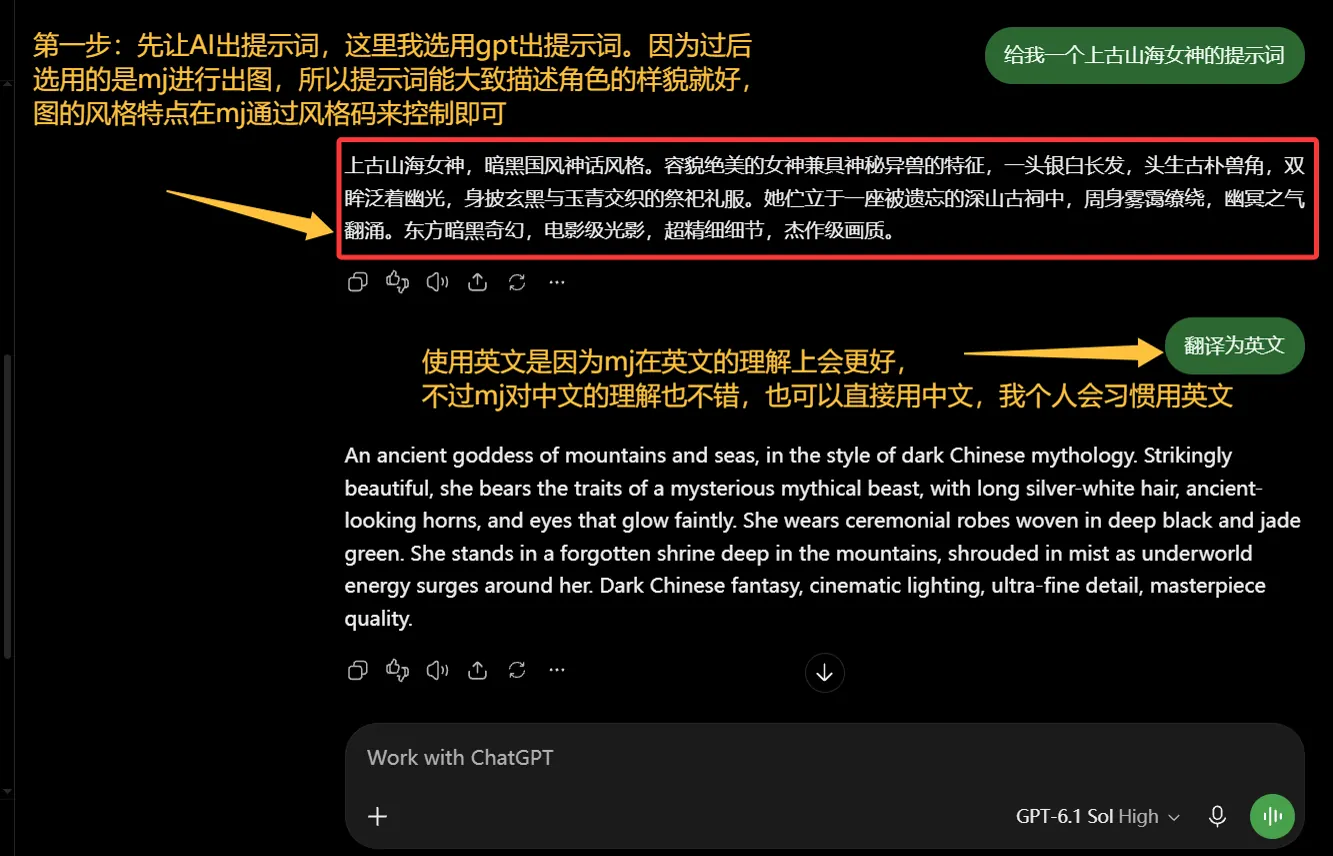 第一步：先让AI出提示词，这里我选用gpt出提示词。因为过后
选用的是mj进行出图，所以提示词能大致描述角色的样貌就好，
图的风格特点在mj通过风格码来控制即可
给我一个上古山海女神的提示词
上古山海女神，暗黑国风神话风格。容貌绝美的女神兼具神秘异兽的特征，一头银白长发，头生古朴兽角，双
眸泛着幽光，身披玄黑与玉青交织的祭祀礼服。她伫立于一座被遗忘的深山古祠中，周身雾霭缭绕，幽冥之气
翻涌。东方暗黑奇幻，电影级光影，超精细细节，杰作级画质。
使用英文是因为mj在英文的理解上会更好，
不过mj对中文的理解也不错，也可以直接用中文，我个人会习惯用英文
翻译为英文
An ancient goddess of mountains and seas, in the style of dark Chinese mythology. Strikingly
beautiful, she bears the traits of a mysterious mythical beast, with long silver-white hair, ancient-
looking horns, and eyes that glow faintly. She wears ceremonial robes woven in deep black and jade
green. She stands in a forgotten shrine deep in the mountains, shrouded in mist as underworld
energy surges around her. Dark Chinese fantasy, cinematic lighting, ultra-fine detail, masterpiece
quality.
Work with ChatGPT
GPT-6.1 Sol High